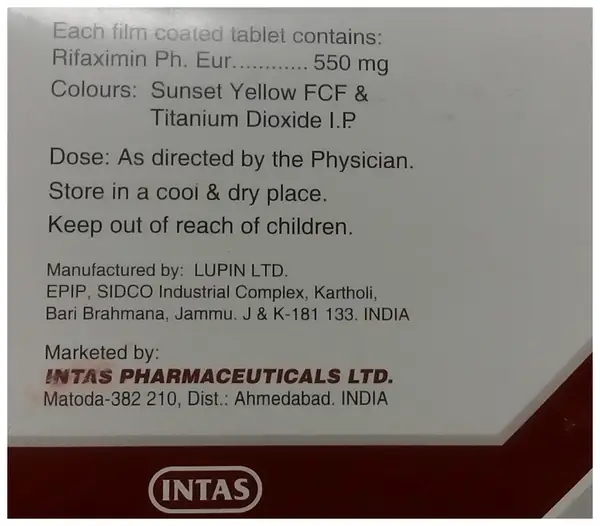 Each film coated tablet contains:
Rifaximin Ph. Eur............. 550 mg
Colours: Sunset Yellow FCF &
Titanium Dioxide I.P.
Dose: As directed by the Physician.
Store in a cool & dry place.
Keep out of reach of children.
Manufactured by: LUPIN LTD.
EPIP, SIDCO Industrial Complex, Kartholi,
Bari Brahmana, Jammu. J & K-181 133. INDIA
Marketed by:
INTAS PHARMACEUTICALS LTD.
Matoda-382 210, Dist.: Ahmedabad. INDIA
INTAS